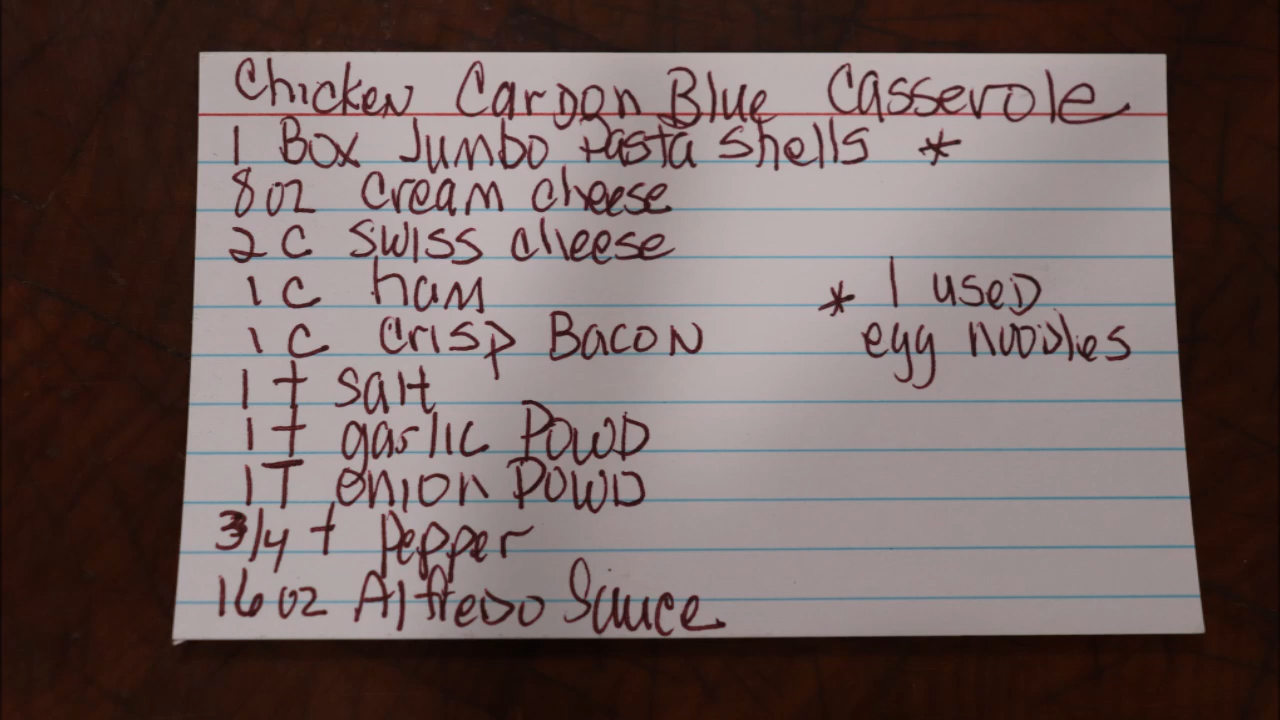 Chicken Cardon Blue Casserole
1 Box Jumbo Pasta shells *
8 oz cream cheese
2 C swiss cheese
1 C ham
1 C crisp Bacon
* I used
egg noodles
1 t salt
1 t garlic POWD
1 T onion POWD
3/4 t pepper
16 oz Alfredo Sauce